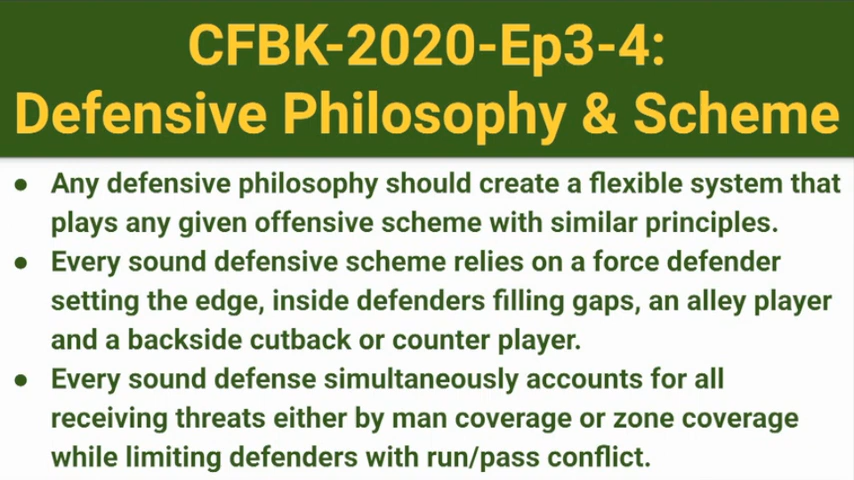 CFBK-2020-Ep3-4:
Defensive Philosophy & Scheme
● Any defensive philosophy should create a flexible system that
plays any given offensive scheme with similar principles.
● Every sound defensive scheme relies on a force defender
setting the edge, inside defenders filling gaps, an alley player
and a backside cutback or counter player.
● Every sound defense simultaneously accounts for all
receiving threats either by man coverage or zone coverage
while limiting defenders with run/pass conflict.